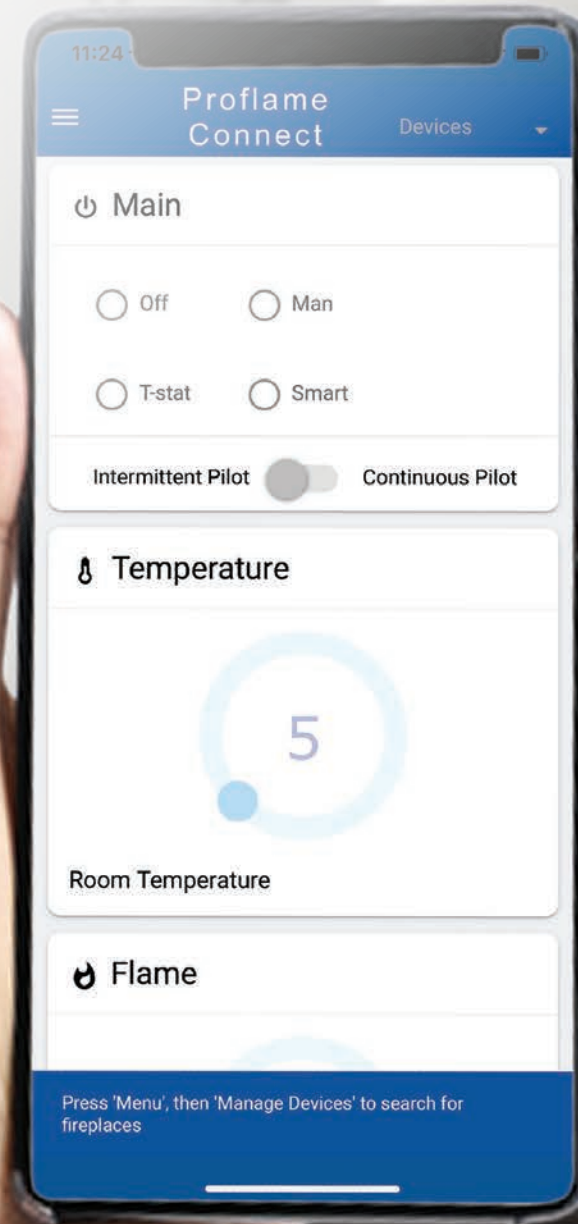 11:24
Proflame
Connect
Devices
Main
Off
Man
T-stat
Smart
Intermittent Pilot
Continuous Pilot
Temperature
5
Room Temperature
Flame
Press 'Menu', then 'Manage Devices' to search for
fireplaces